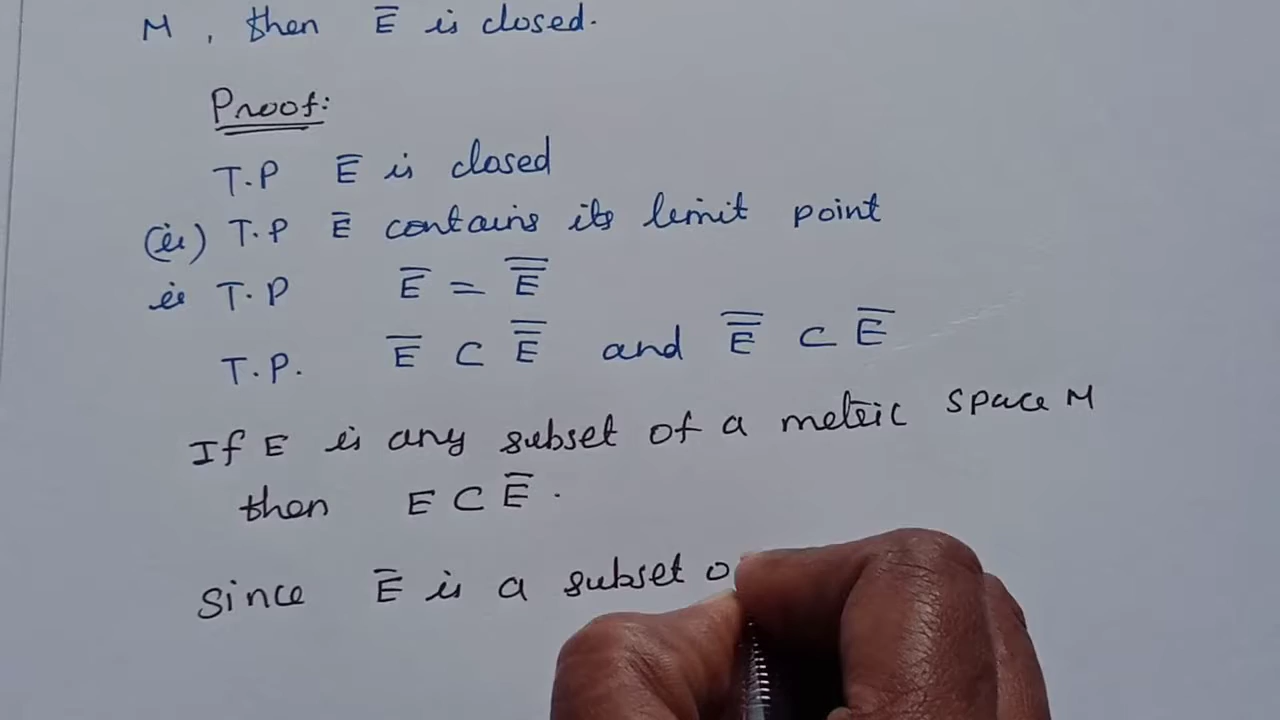 M, then E̅ is closed.
Proof:
T.P E̅ is closed
(ie) T.P E̅ contains its limit point
ie T.P E̅ = E̿
T.P. E̅ ⊂ E̿ and E̿ ⊂ E̅
If E is any subset of a metric space M
then E ⊂ E̅.
Since E̅ is a subset o